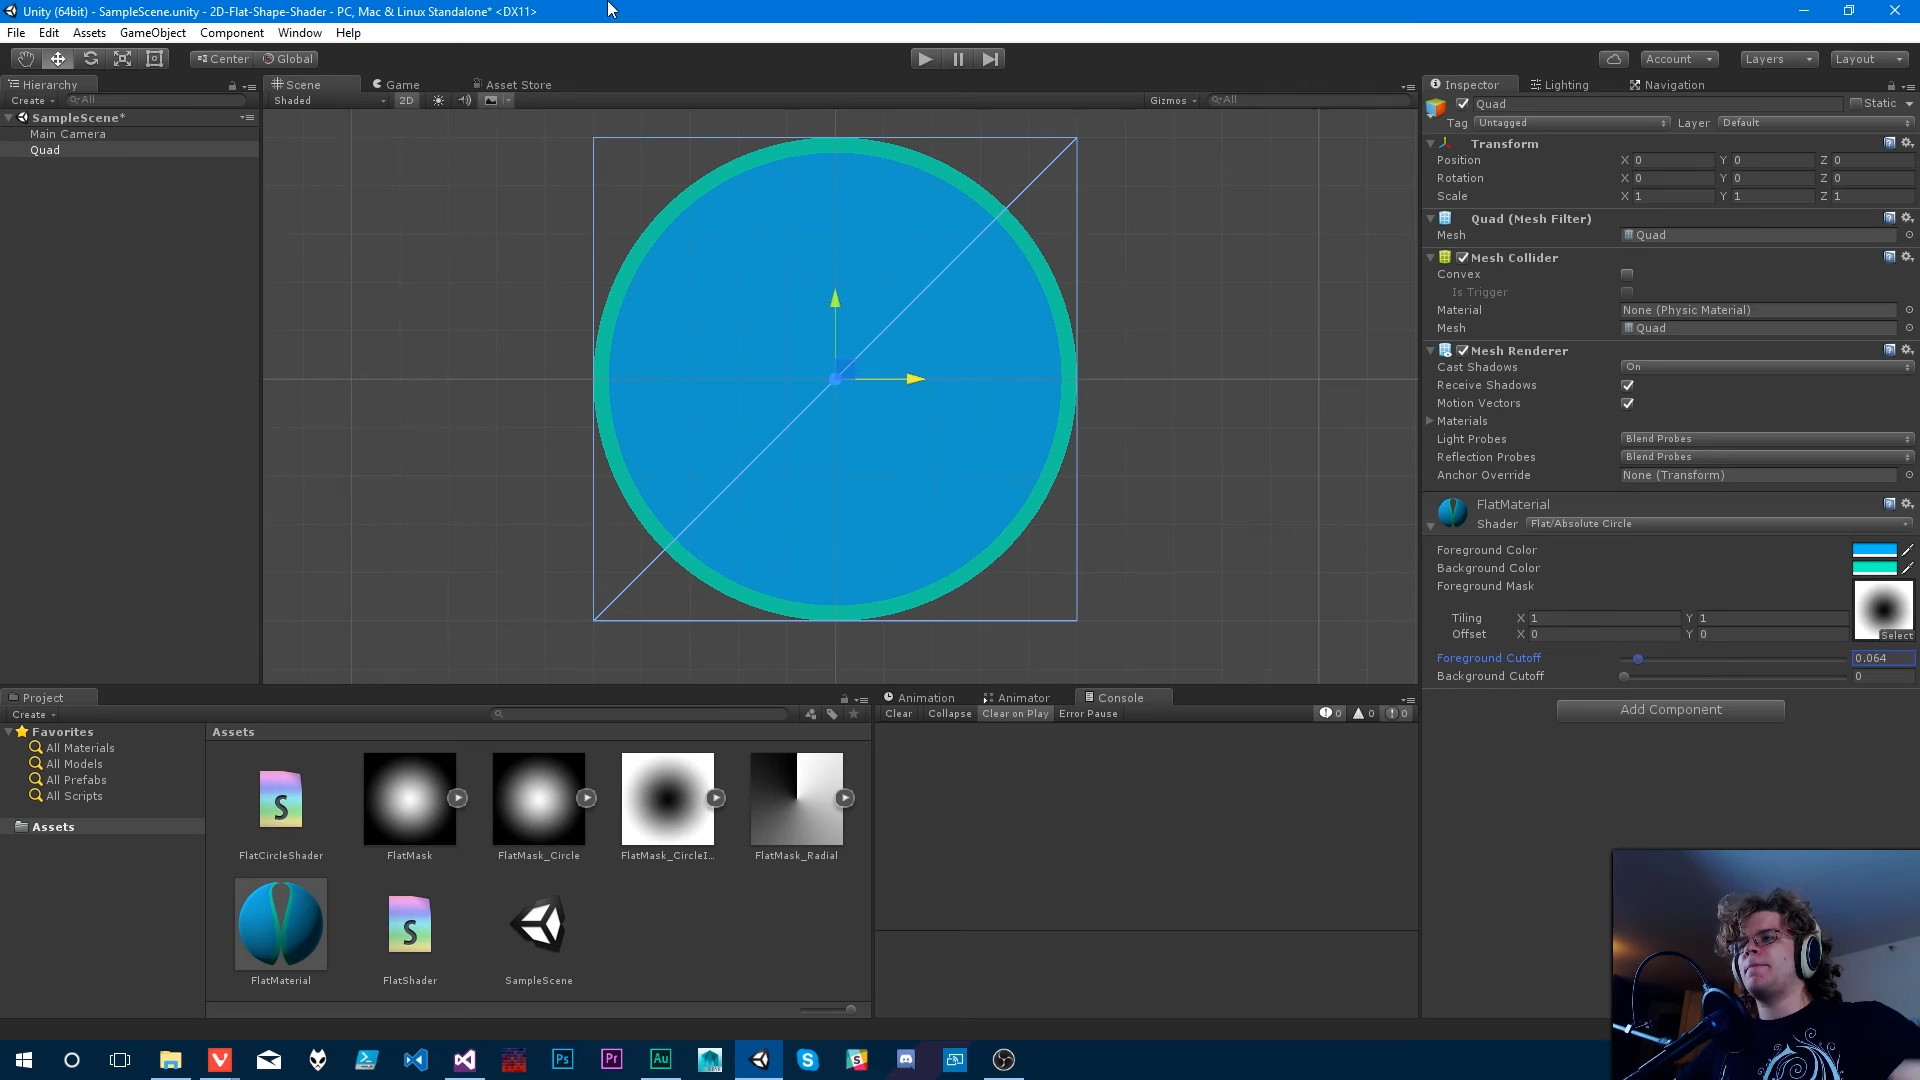 Unity (64bit) - SampleScene.unity - 2D-Flat-Shape-Shader - PC, Mac & Linux Standalone* <DX11>
File Edit Assets GameObject Component Window Help
Center Global Account Layers Layout
Hierarchy
Create All
SampleScene*
Main Camera
Quad
Scene Game Asset Store
Shaded 2D Gizmos All
Inspector Lighting Navigation
Quad Static
Tag Untagged Layer Default
Transform
Position X 0 Y 0 Z 0
Rotation X 0 Y 0 Z 0
Scale X 1 Y 1 Z 1
Quad (Mesh Filter)
Mesh Quad
Mesh Collider
Convex
Is Trigger
Material None (Physic Material)
Mesh Quad
Mesh Renderer
Cast Shadows On
Receive Shadows
Motion Vectors
Materials
Light Probes Blend Probes
Reflection Probes Blend Probes
Anchor Override None (Transform)
FlatMaterial
Shader Flat/Absolute Circle
Foreground Color
Background Color
Foreground Mask
Tiling X 1 Y 1
Offset X 0 Y 0
Select
Foreground Cutoff 0.064
Background Cutoff 0
Add Component
Project
Create
Favorites
All Materials
All Models
All Prefabs
All Scripts
Assets
Assets
FlatCircleShader FlatMask FlatMask_Circle FlatMask_CircleI... FlatMask_Radial
FlatMaterial FlatShader SampleScene
Animation Animator Console
Clear Collapse Clear on Play Error Pause 0 0 0
Ps Pr Au